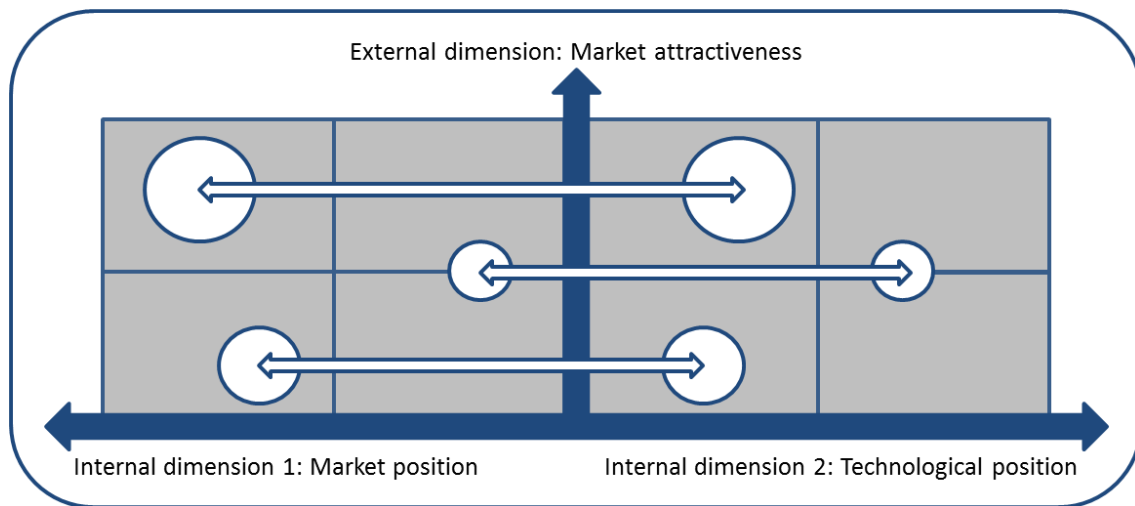 External dimension: Market attractiveness
Internal dimension 1: Market position
Internal dimension 2: Technological position